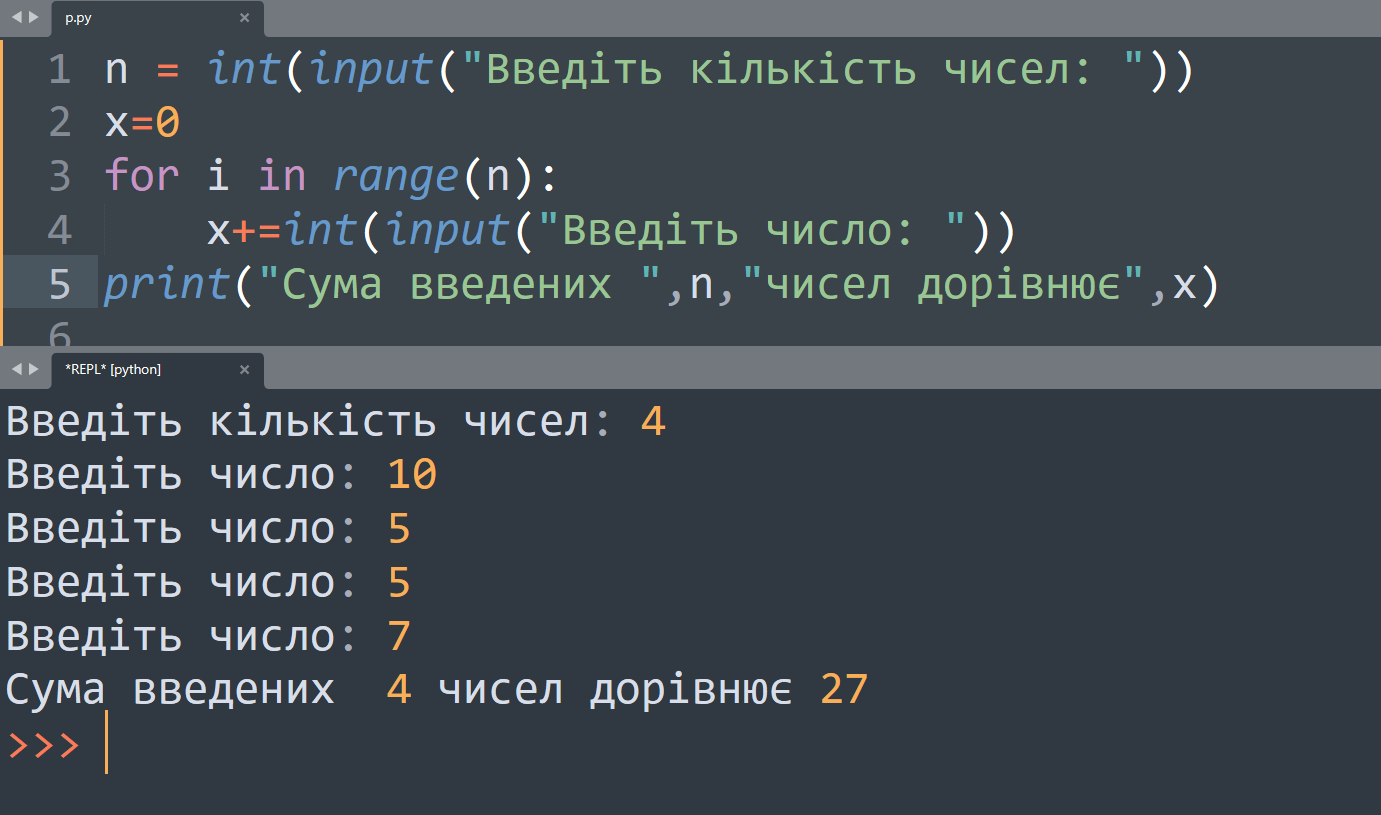 p.py
1 n = int(input("Введіть кількість чисел: "))
2 x=0
3 for i in range(n):
4     x+=int(input("Введіть число: "))
5 print("Сума введених ",n,"чисел дорівнює",x)
6
*REPL* [python]
Введіть кількість чисел: 4
Введіть число: 10
Введіть число: 5
Введіть число: 5
Введіть число: 7
Сума введених  4 чисел дорівнює 27
>>>